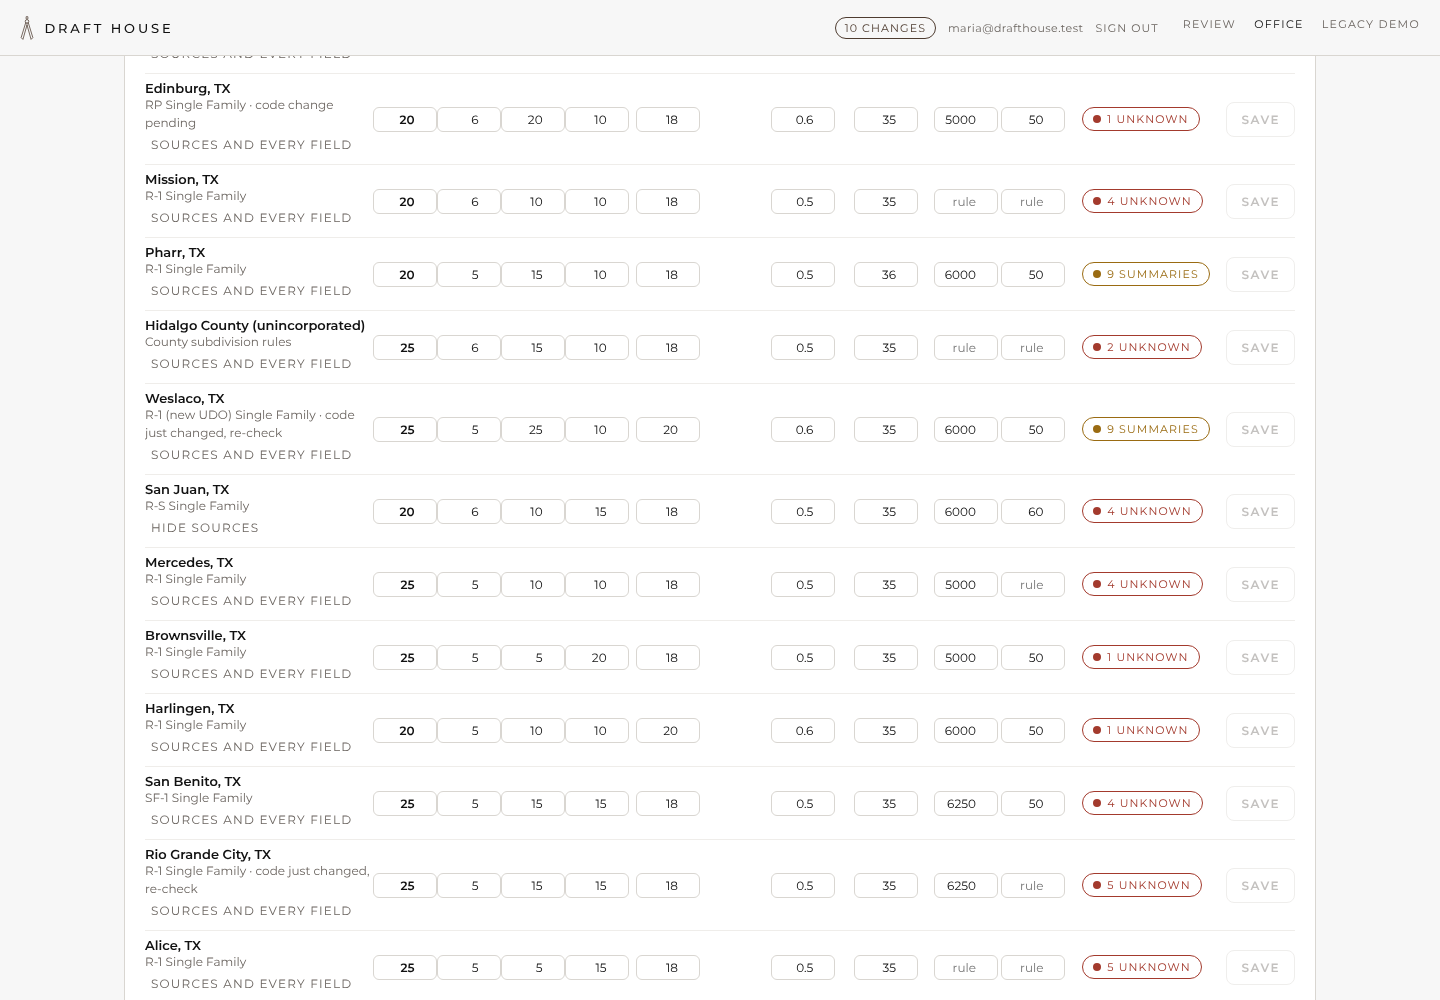 DRAFT HOUSE
10 CHANGES maria@drafthouse.test SIGN OUT REVIEW OFFICE LEGACY DEMO
SOURCES AND EVERY FIELD
Edinburg, TX
RP Single Family · code change
pending
20 6 20 10 18 0.6 35 5000 50 1 UNKNOWN SAVE
SOURCES AND EVERY FIELD
Mission, TX
R-1 Single Family
20 6 10 10 18 0.5 35 rule rule 4 UNKNOWN SAVE
SOURCES AND EVERY FIELD
Pharr, TX
R-1 Single Family
20 5 15 10 18 0.5 36 6000 50 9 SUMMARIES SAVE
SOURCES AND EVERY FIELD
Hidalgo County (unincorporated)
County subdivision rules
25 6 15 10 18 0.5 35 rule rule 2 UNKNOWN SAVE
SOURCES AND EVERY FIELD
Weslaco, TX
R-1 (new UDO) Single Family · code
just changed, re-check
25 5 25 10 20 0.6 35 6000 50 9 SUMMARIES SAVE
SOURCES AND EVERY FIELD
San Juan, TX
R-S Single Family
20 6 10 15 18 0.5 35 6000 60 4 UNKNOWN SAVE
HIDE SOURCES
Mercedes, TX
R-1 Single Family
25 5 10 10 18 0.5 35 5000 rule 4 UNKNOWN SAVE
SOURCES AND EVERY FIELD
Brownsville, TX
R-1 Single Family
25 5 5 20 18 0.5 35 5000 50 1 UNKNOWN SAVE
SOURCES AND EVERY FIELD
Harlingen, TX
R-1 Single Family
20 5 10 10 20 0.6 35 6000 50 1 UNKNOWN SAVE
SOURCES AND EVERY FIELD
San Benito, TX
SF-1 Single Family
25 5 15 15 18 0.5 35 6250 50 4 UNKNOWN SAVE
SOURCES AND EVERY FIELD
Rio Grande City, TX
R-1 Single Family · code just changed,
re-check
25 5 15 15 18 0.5 35 6250 rule 5 UNKNOWN SAVE
SOURCES AND EVERY FIELD
Alice, TX
R-1 Single Family
25 5 5 15 18 0.5 35 rule rule 5 UNKNOWN SAVE
SOURCES AND EVERY FIELD